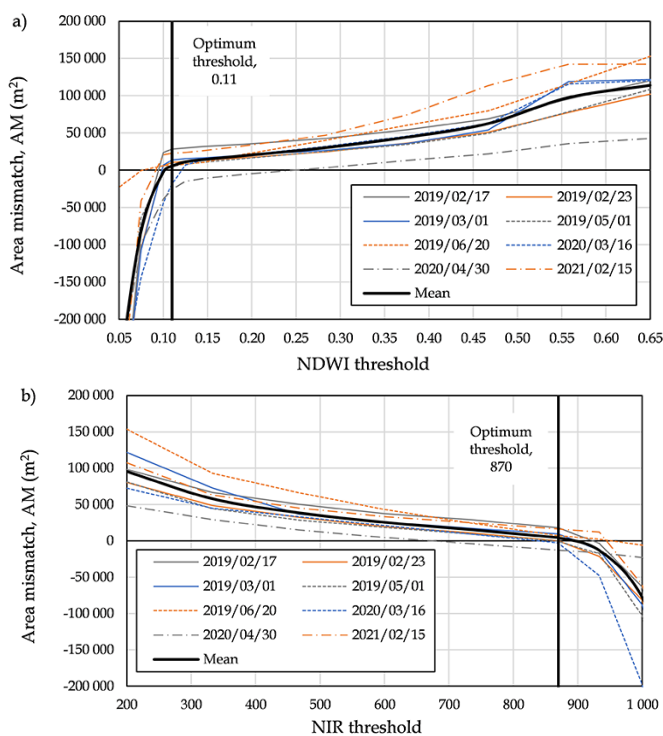 a)
Area mismatch, AM (m²)
200 000
150 000
100 000
50 000
0
-50 000
-100 000
-150 000
-200 000
Optimum
threshold,
0.11
2019/02/17 2019/02/23
2019/03/01 2019/05/01
2019/06/20 2020/03/16
2020/04/30 2021/02/15
Mean
0.05 0.10 0.15 0.20 0.25 0.30 0.35 0.40 0.45 0.50 0.55 0.60 0.65
NDWI threshold
b)
Area mismatch, AM (m²)
200 000
150 000
100 000
50 000
0
-50 000
-100 000
-150 000
-200 000
Optimum
threshold,
870
2019/02/17 2019/02/23
2019/03/01 2019/05/01
2019/06/20 2020/03/16
2020/04/30 2021/02/15
Mean
200 300 400 500 600 700 800 900 1 000
NIR threshold